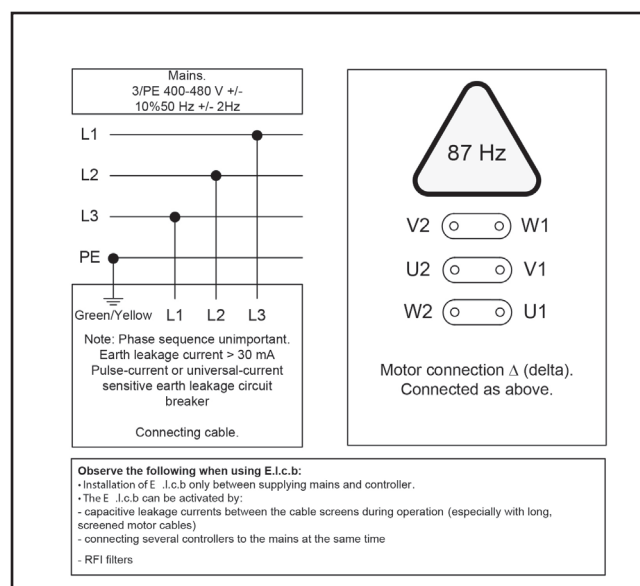 Mains.
3/PE 400-480 V +/-
10%50 Hz +/- 2Hz
L1
L2
L3
PE
Green/Yellow L1 L2 L3
Note: Phase sequence unimportant.
Earth leakage current > 30 mA
Pulse-current or universal-current
sensitive earth leakage circuit
breaker
Connecting cable.
87 Hz
V2 W1
U2 V1
W2 U1
Motor connection Δ (delta).
Connected as above.
Observe the following when using E.l.c.b:
• Installation of E .l.c.b only between supplying mains and controller.
• The E .l.c.b can be activated by:
- capacitive leakage currents between the cable screens during operation (especially with long,
screened motor cables)
- connecting several controllers to the mains at the same time
- RFI filters